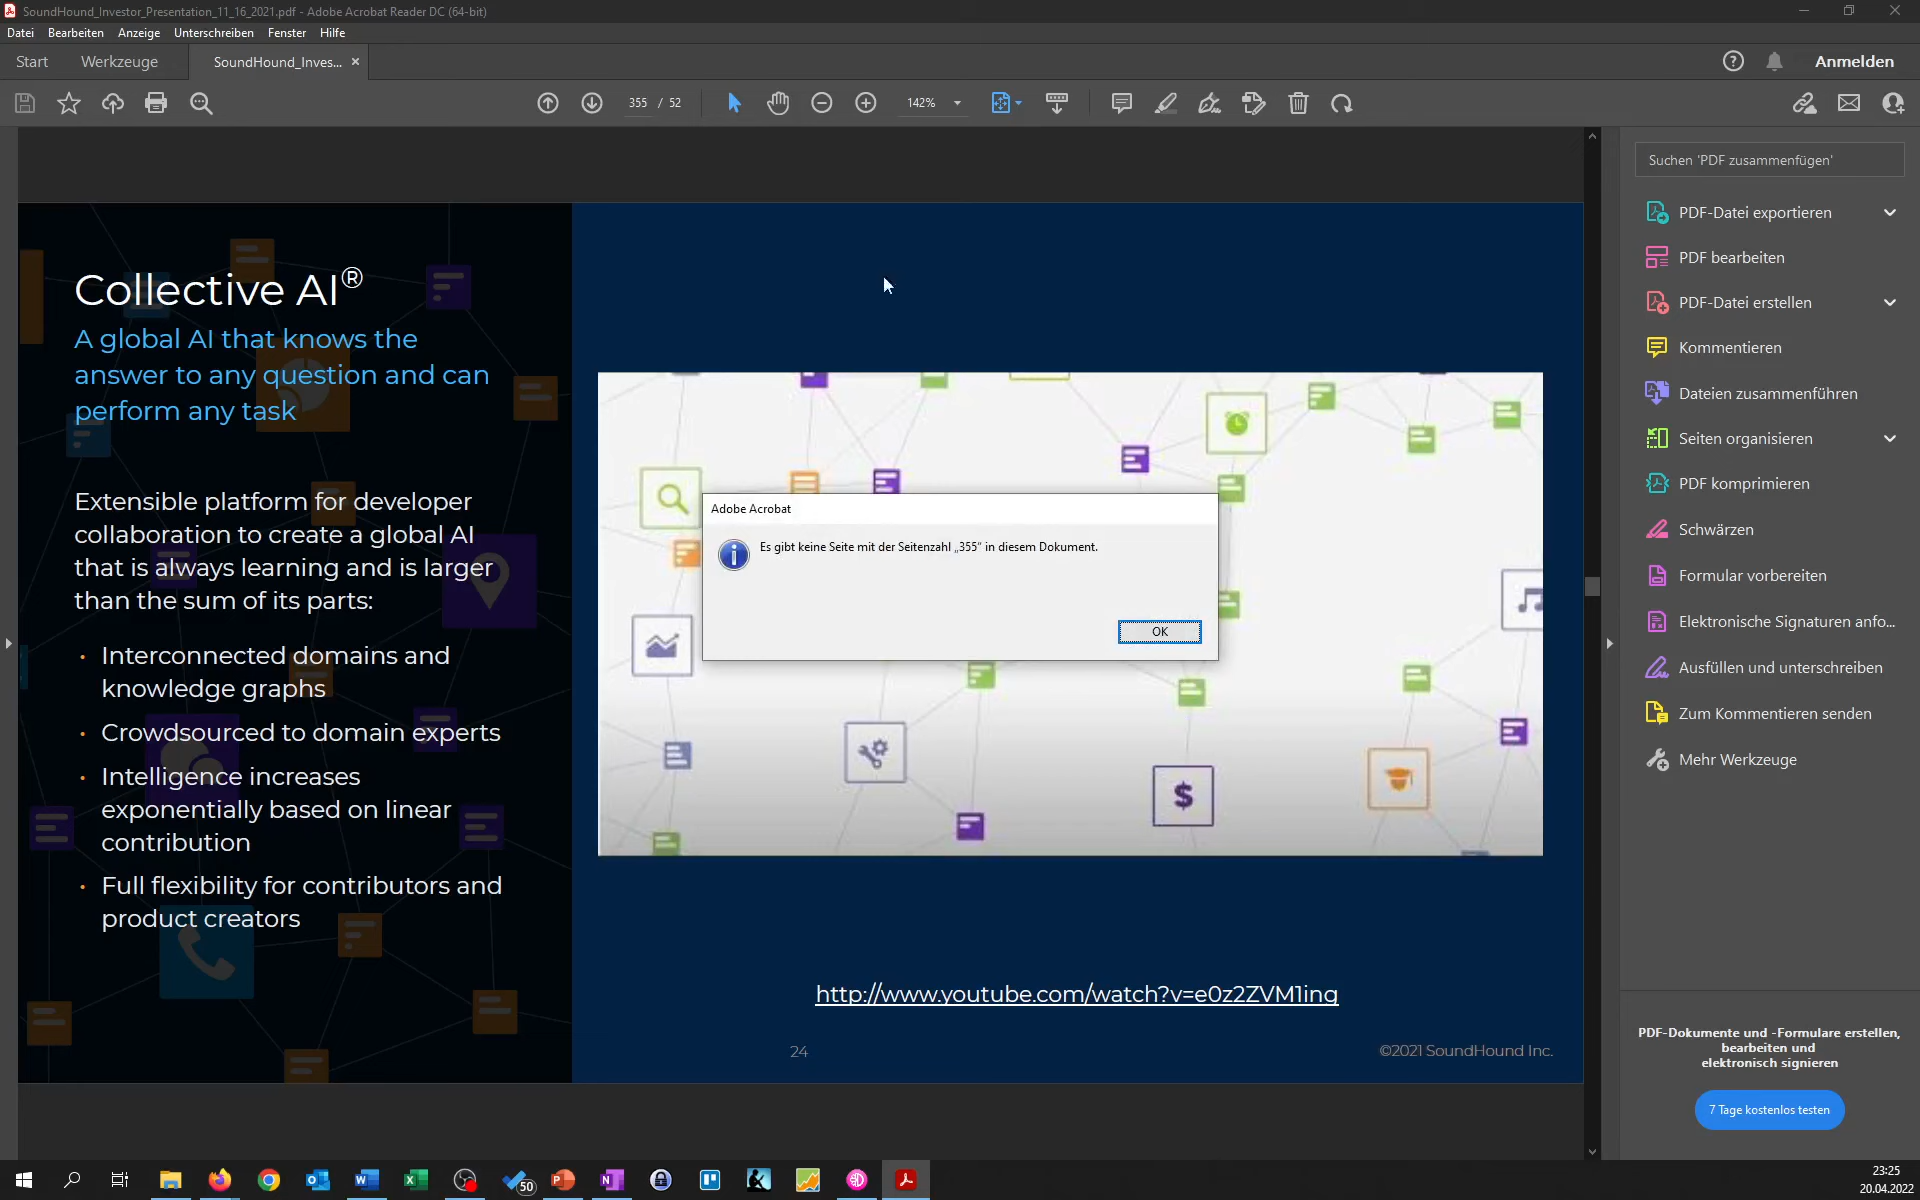 SoundHound_Investor_Presentation_11_16_2021.pdf - Adobe Acrobat Reader DC (64-bit)
Datei Bearbeiten Anzeige Unterschreiben Fenster Hilfe
Start Werkzeuge SoundHound_Inves... × Anmelden
355 / 52 142%
Suchen 'PDF zusammenfügen'
PDF-Datei exportieren
PDF bearbeiten
PDF-Datei erstellen
Kommentieren
Dateien zusammenführen
Seiten organisieren
PDF komprimieren
Schwärzen
Formular vorbereiten
Elektronische Signaturen anfo...
Ausfüllen und unterschreiben
Zum Kommentieren senden
Mehr Werkzeuge
Collective AI®
A global AI that knows the
answer to any question and can
perform any task
Extensible platform for developer
collaboration to create a global AI
that is always learning and is larger
than the sum of its parts:
• Interconnected domains and
knowledge graphs
• Crowdsourced to domain experts
• Intelligence increases
exponentially based on linear
contribution
• Full flexibility for contributors and
product creators
Adobe Acrobat
Es gibt keine Seite mit der Seitenzahl „355“ in diesem Dokument.
OK
$
http://www.youtube.com/watch?v=e0z2ZVM1ing
24
©2021 SoundHound Inc.
PDF-Dokumente und -Formulare erstellen,
bearbeiten und
elektronisch signieren
7 Tage kostenlos testen
50
23:25
20.04.2022